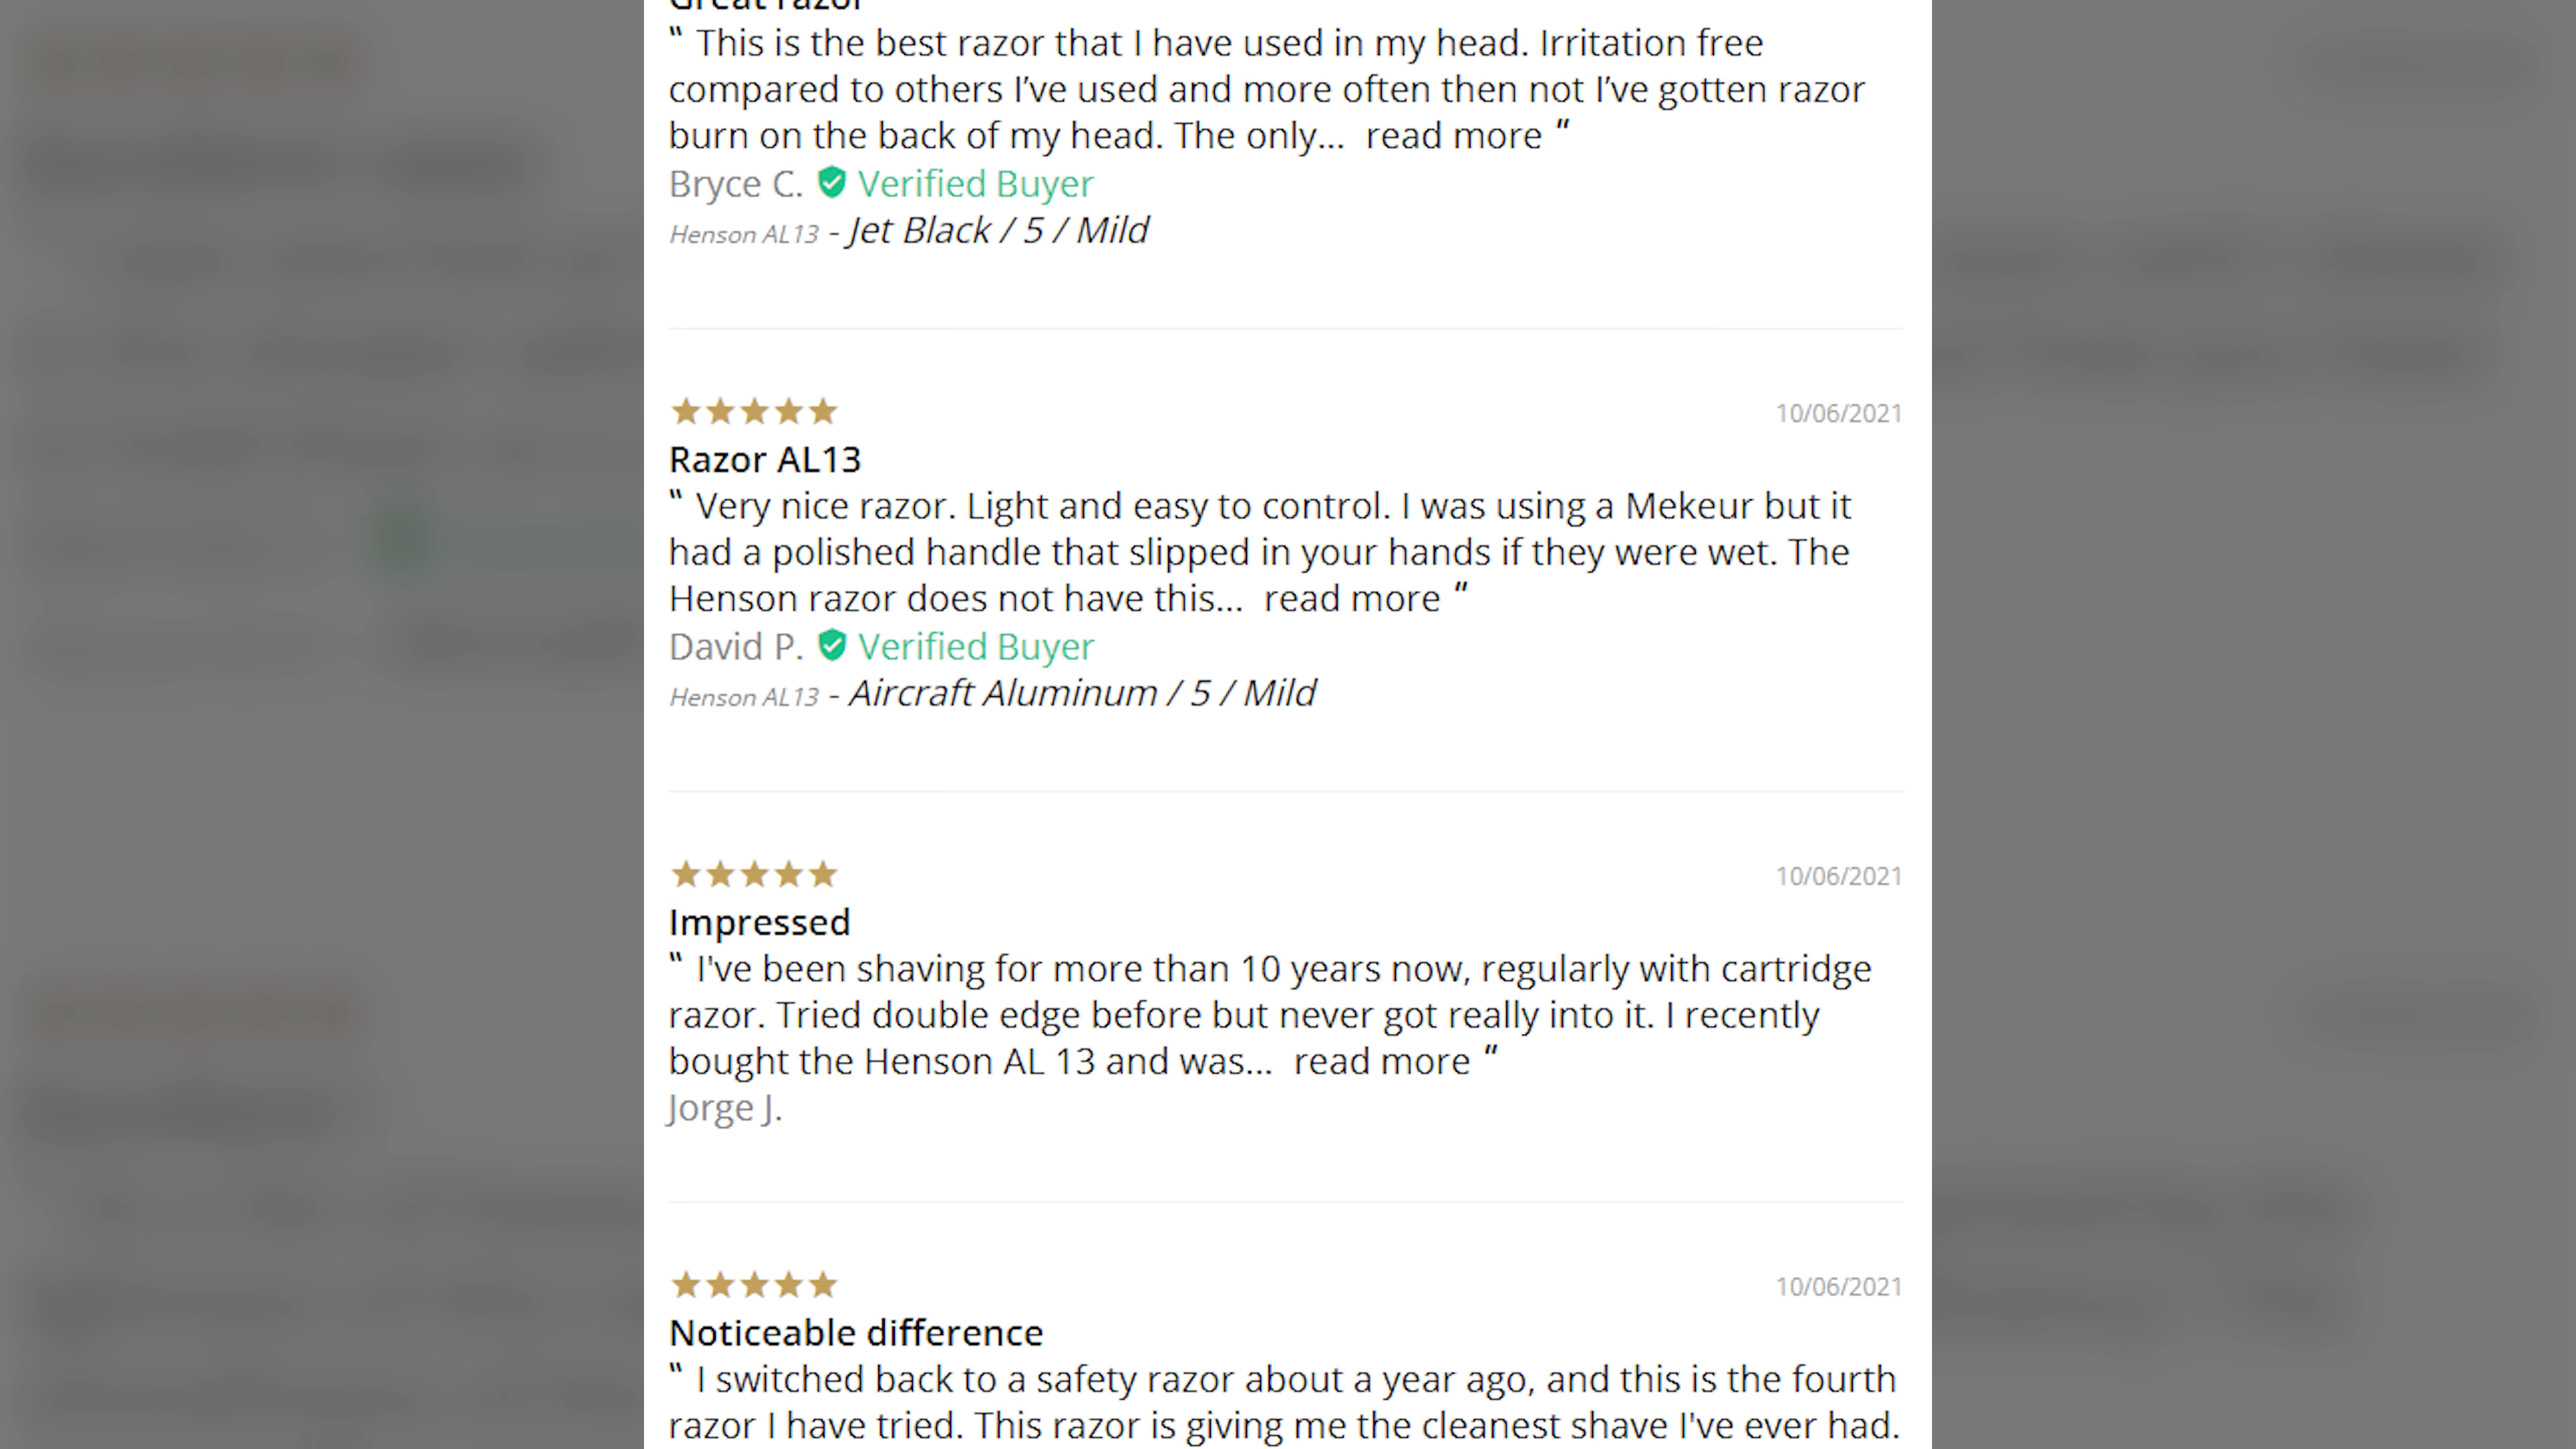 Great razor
" This is the best razor that I have used in my head. Irritation free
compared to others I've used and more often then not I've gotten razor
burn on the back of my head. The only... read more "
Bryce C. Verified Buyer
Henson AL13 - Jet Black / 5 / Mild
10/06/2021
Razor AL13
" Very nice razor. Light and easy to control. I was using a Mekeur but it
had a polished handle that slipped in your hands if they were wet. The
Henson razor does not have this... read more "
David P. Verified Buyer
Henson AL13 - Aircraft Aluminum / 5 / Mild
10/06/2021
Impressed
" I've been shaving for more than 10 years now, regularly with cartridge
razor. Tried double edge before but never got really into it. I recently
bought the Henson AL 13 and was... read more "
Jorge J.
10/06/2021
Noticeable difference
" I switched back to a safety razor about a year ago, and this is the fourth
razor I have tried. This razor is giving me the cleanest shave I've ever had.